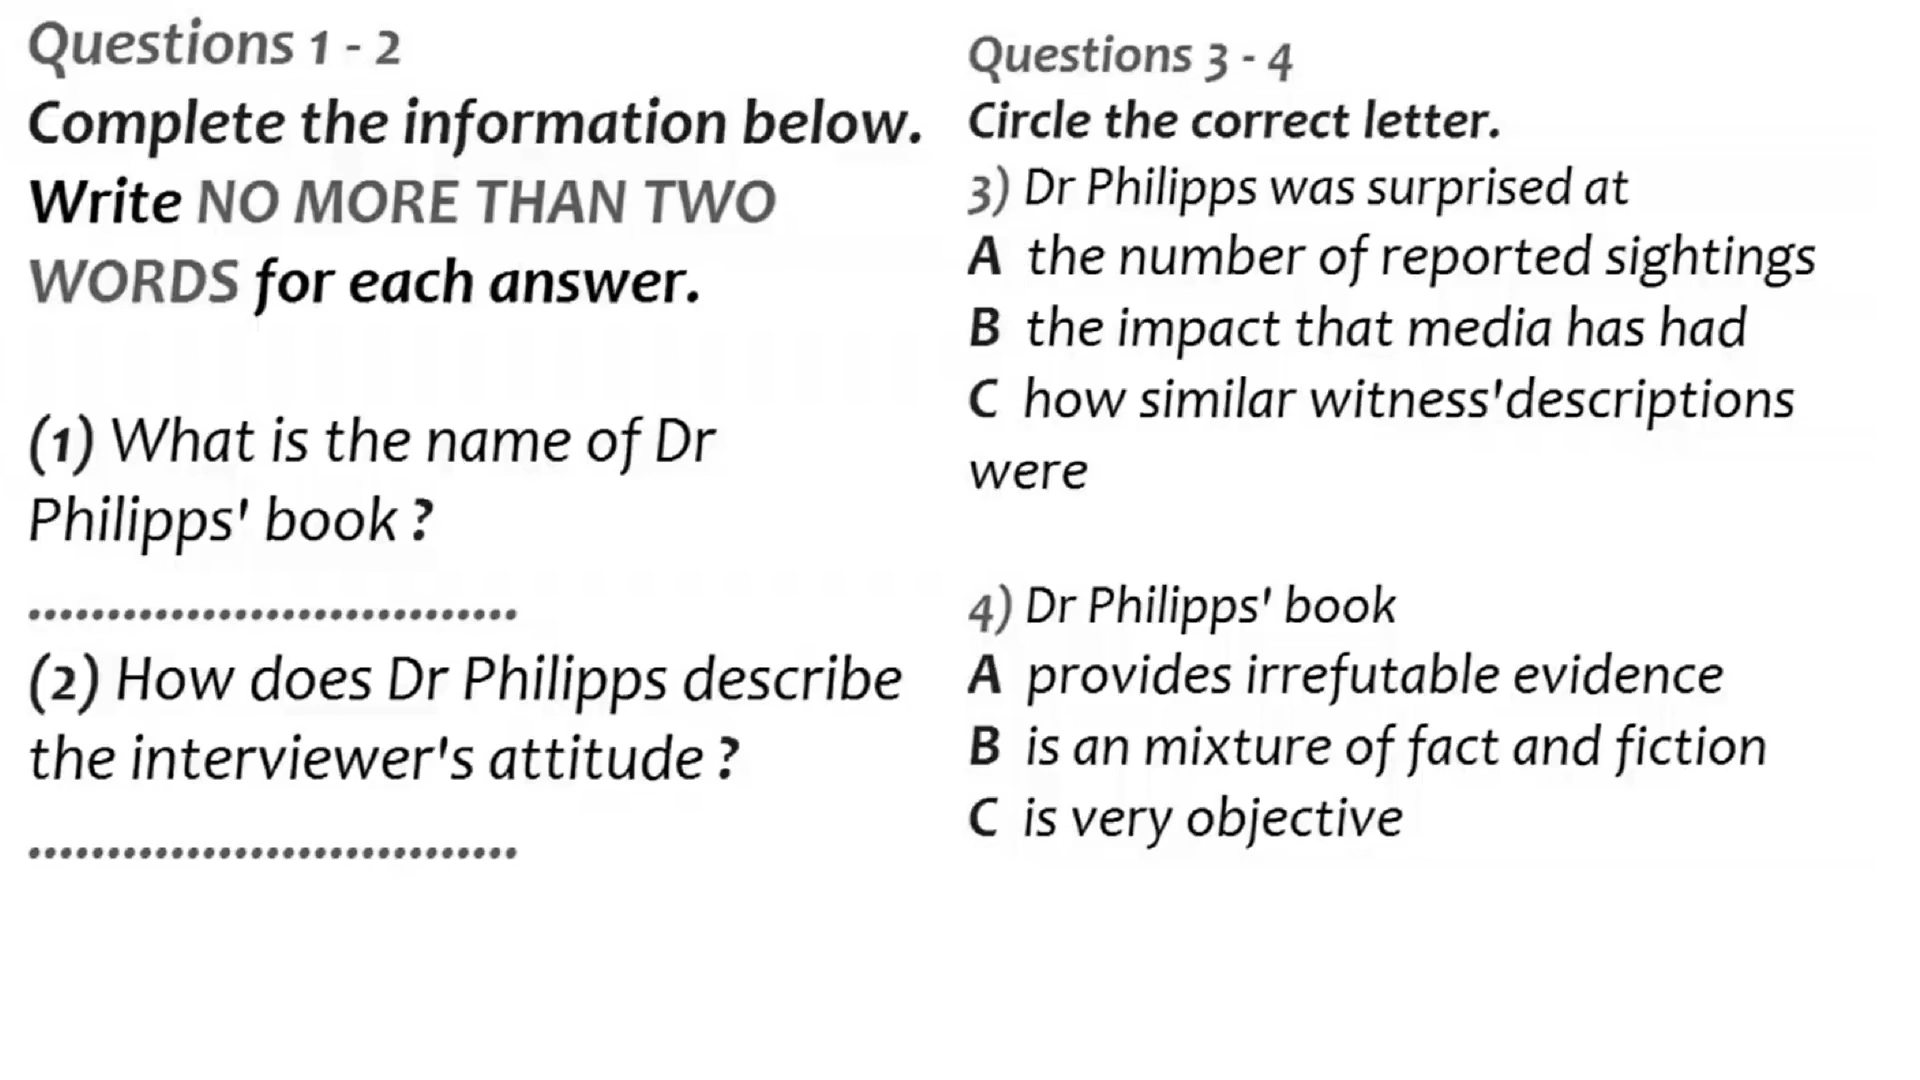 Questions 1 - 2
Complete the information below.
Write NO MORE THAN TWO
WORDS for each answer.
(1) What is the name of Dr
Philipps' book ?
...............................
(2) How does Dr Philipps describe
the interviewer's attitude ?
...............................
Questions 3 - 4
Circle the correct letter.
3) Dr Philipps was surprised at
A the number of reported sightings
B the impact that media has had
C how similar witness'descriptions
were
4) Dr Philipps' book
A provides irrefutable evidence
B is an mixture of fact and fiction
C is very objective